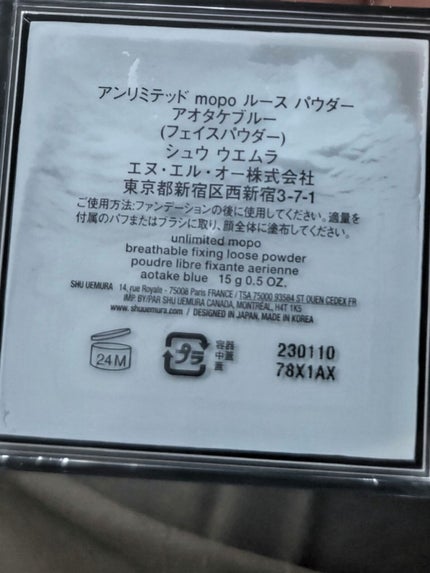 アンリミテッド mopo ルース パウダー
アオタケブルー
(フェイスパウダー)
シュウ ウエムラ
エヌ・エル・オー株式会社
東京都新宿区西新宿3-7-1
ご使用方法:ファンデーションの後に使用してください。適量を
付属のパフまたはブラシに取り、顔全体に塗布してください。
unlimited mopo
breathable fixing loose powder
poudre libre fixante aerienne
aotake blue 15 g 0.5 OZ.
SHU UEMURA 14, rue Royale - 75008 Paris FRANCE / TSA 75000 93584 ST OUEN CEDEX FR
IMP. BY/PAR SHU UEMURA CANADA, MONTREAL, H4T 1K5
www.shuuemura.com / DESIGNED IN JAPAN, MADE IN KOREA
24M
プラ
容器
中蓋
蓋
230110
78X1AX